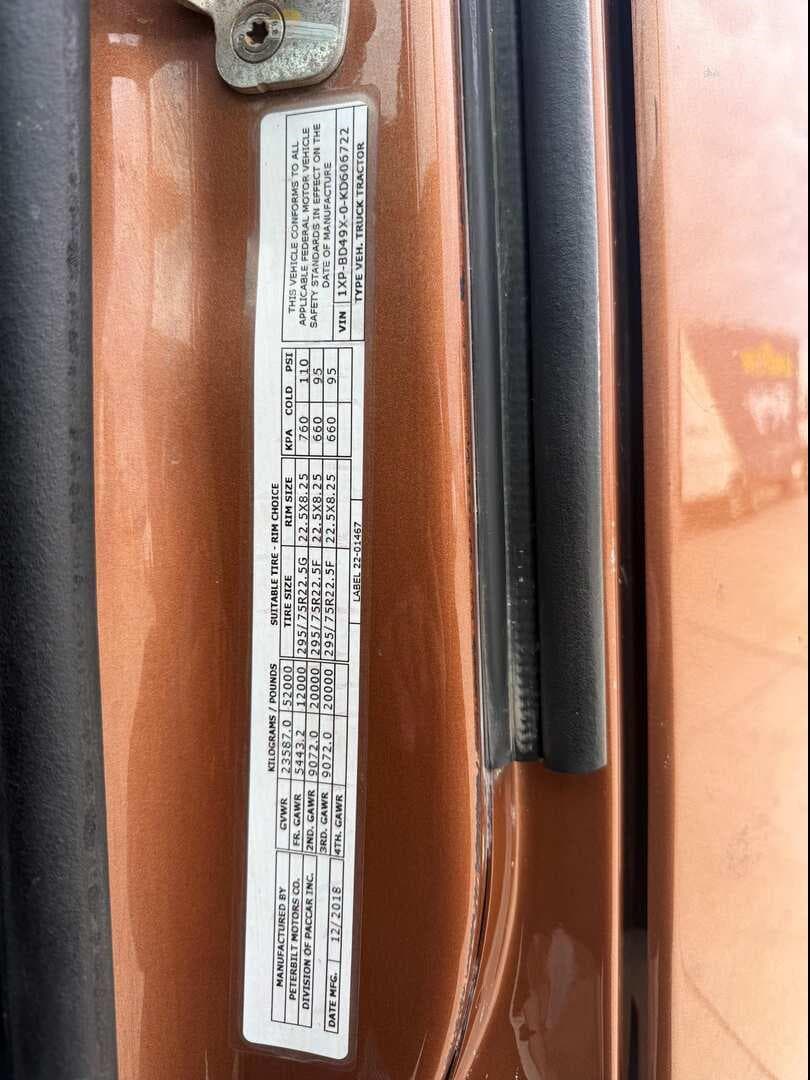 MANUFACTURED BY
PETERBILT MOTORS CO.
DIVISION OF PACCAR INC.
DATE MFG. 12/2018
KILOGRAMS / POUNDS SUITABLE TIRE - RIM CHOICE
TIRE SIZE RIM SIZE KPA COLD PSI
GVWR 23587.0 52000
FR. GAWR 5443.2 12000 295/75R22.5G 22.5X8.25 760 110
2ND. GAWR 9072.0 20000 295/75R22.5F 22.5X8.25 660 95
3RD. GAWR 9072.0 20000 295/75R22.5F 22.5X8.25 660 95
4TH. GAWR
LABEL 22-01467
THIS VEHICLE CONFORMS TO ALL
APPLICABLE FEDERAL MOTOR VEHICLE
SAFETY STANDARDS IN EFFECT ON THE
DATE OF MANUFACTURE
VIN 1XP-BD49X-0-KD606722
TYPE VEH. TRUCK TRACTOR